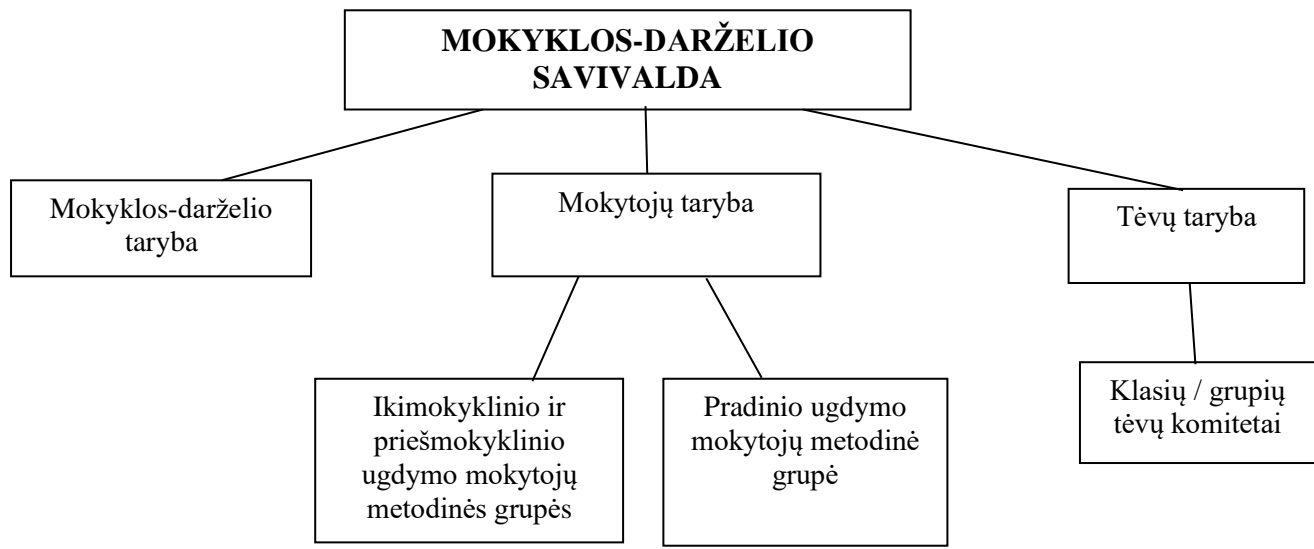 MOKYKLOS-DARŽELIO
SAVIVALDA
Mokyklos-darželio
taryba
Mokytojų taryba
Tėvų taryba
Ikimokyklinio ir
priešmokyklinio
ugdymo mokytojų
metodinės grupės
Pradinio ugdymo
mokytojų metodinė
grupė
Klasių / grupių
tėvų komitetai